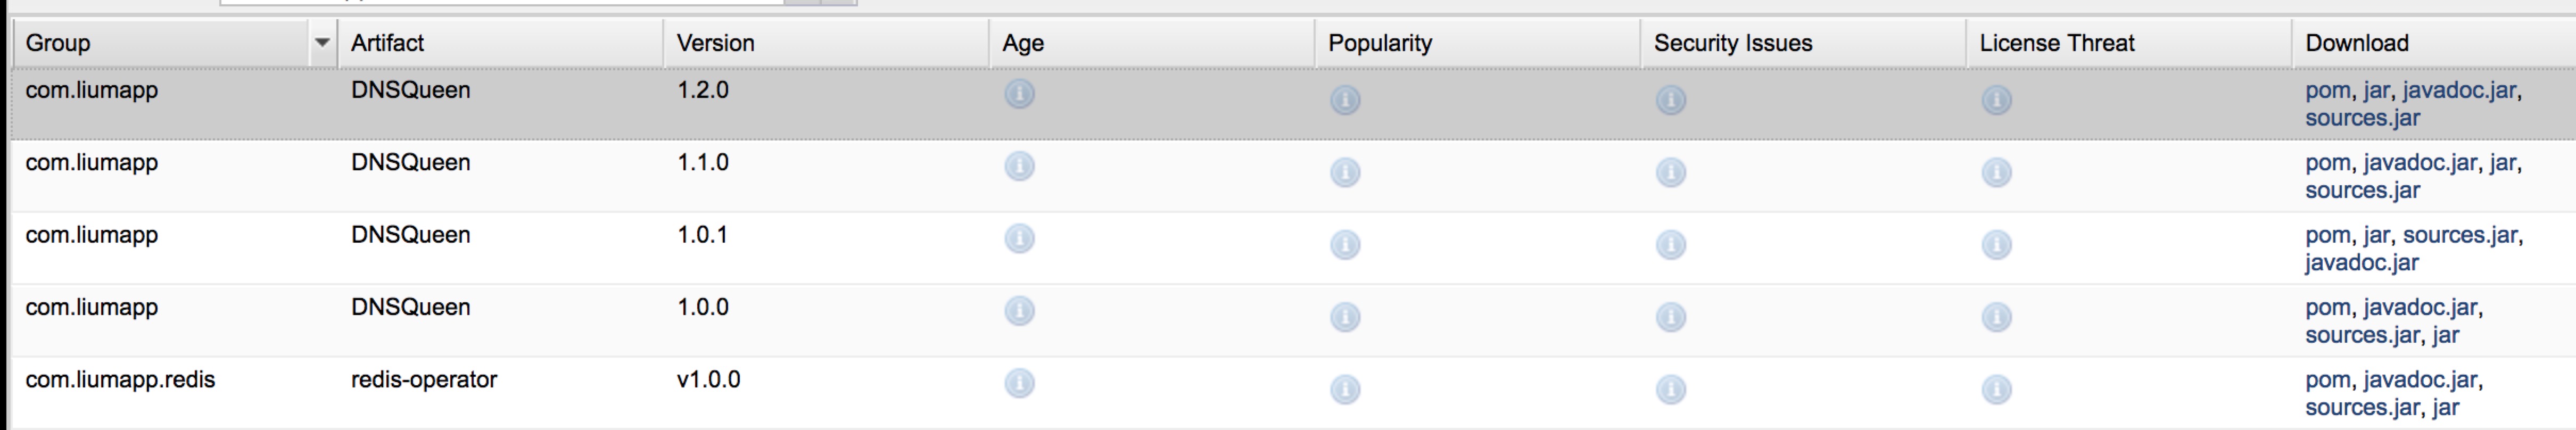 Group Artifact Version Age Popularity Security Issues License Threat Download
com.liumapp DNSQueen 1.2.0 pom, jar, javadoc.jar,
sources.jar
com.liumapp DNSQueen 1.1.0 pom, javadoc.jar, jar,
sources.jar
com.liumapp DNSQueen 1.0.1 pom, jar, sources.jar,
javadoc.jar
com.liumapp DNSQueen 1.0.0 pom, javadoc.jar,
sources.jar, jar
com.liumapp.redis redis-operator v1.0.0 pom, javadoc.jar,
sources.jar, jar